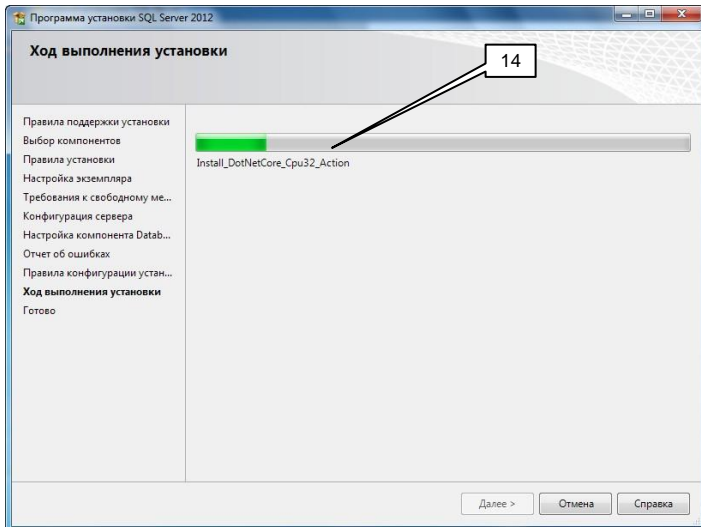 Программа установки SQL Server 2012
Ход выполнения установки
14
Правила поддержки установки
Выбор компонентов
Правила установки
Настройка экземпляра
Требования к свободному ме...
Конфигурация сервера
Настройка компонента Datab...
Отчет об ошибках
Правила конфигурации устан...
Ход выполнения установки
Готово
Install_DotNetCore_Cpu32_Action
Далее >
Отмена
Справка